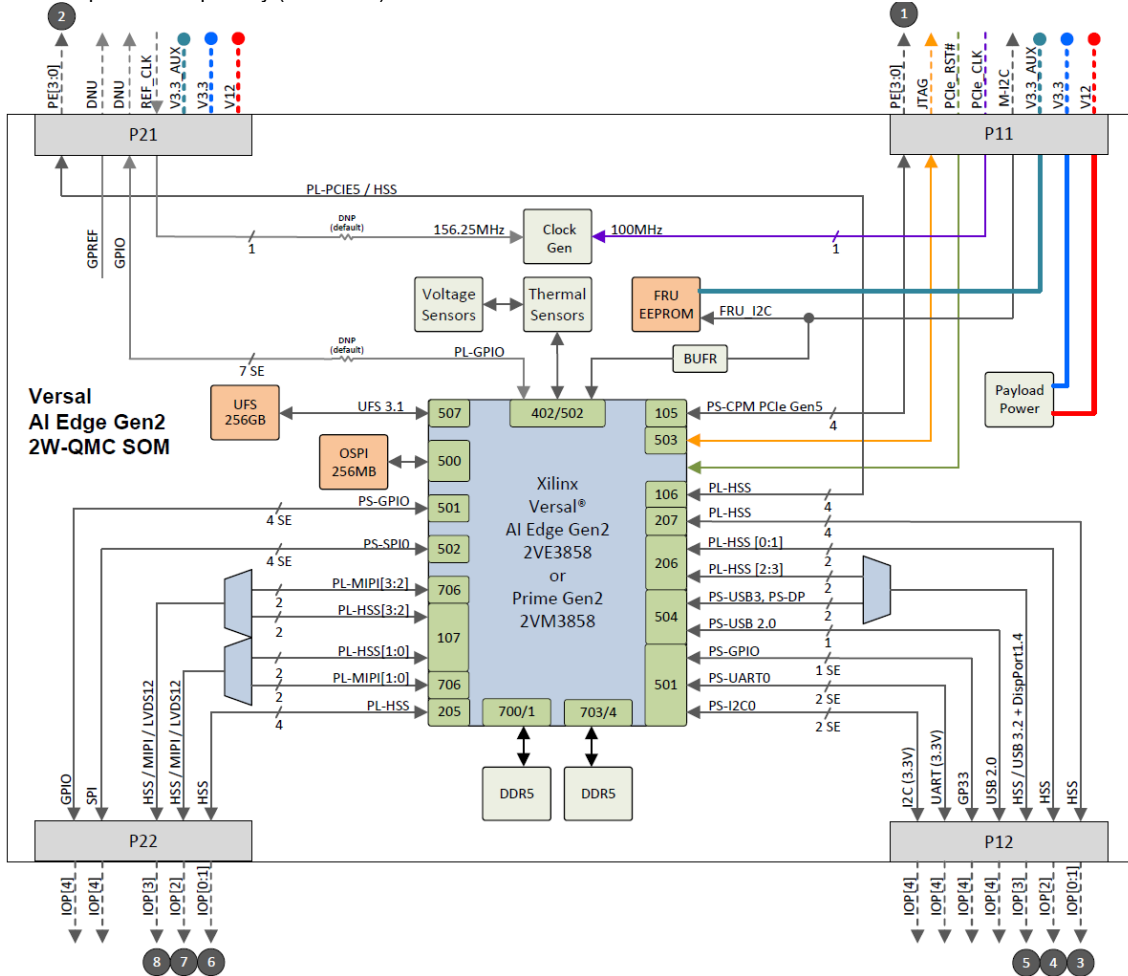 2
1
PE[3:0]
DNU
DNU
REF_CLK
V3.3_AUX
V3.3
V12
PE[3:0]
JTAG
PCIe_RST#
PCIe_CLK
M-I2C
V3.3_AUX
V3.3
V12
P21
P11
PL-PCIE5 / HSS
GPREF
GPIO
1
DNP
(default)
156.25MHz
Clock
Gen
100MHz
1
Voltage
Sensors
Thermal
Sensors
FRU
EEPROM
FRU_I2C
BUFR
7 SE
DNP
(default)
PL-GPIO
Payload
Power
Versal
AI Edge Gen2
2W-QMC SOM
UFS
256GB
UFS 3.1
507
402/502
105
PS-CPM PCIe Gen5
4
503
OSPI
256MB
500
Xilinx
Versal®
AI Edge Gen2
2VE3858
or
Prime Gen2
2VM3858
106
PL-HSS
4
PS-GPIO
4 SE
501
207
PL-HSS
4
PS-SPI0
4 SE
502
206
PL-HSS [0:1]
2
PL-HSS [2:3]
2
PL-MIPI[3:2]
2
706
504
PS-USB3, PS-DP
2
PL-HSS[3:2]
2
107
PS-USB 2.0
1
PL-HSS[1:0]
2
501
PS-GPIO
1 SE
PL-MIPI[1:0]
2
706
PS-UART0
2 SE
PL-HSS
4
205
700/1
703/4
PS-I2C0
2 SE
DDR5
DDR5
GPIO
SPI
HSS / MIPI / LVDS12
HSS / MIPI / LVDS12
HSS
I2C (3.3V)
UART (3.3V)
GP33
USB 2.0
HSS / USB 3.2 + DispPort1.4
HSS
HSS
P22
P12
IOP[4]
IOP[4]
IOP[3]
IOP[2]
IOP[0:1]
IOP[4]
IOP[4]
IOP[4]
IOP[4]
IOP[3]
IOP[2]
IOP[0:1]
8
7
6
5
4
3